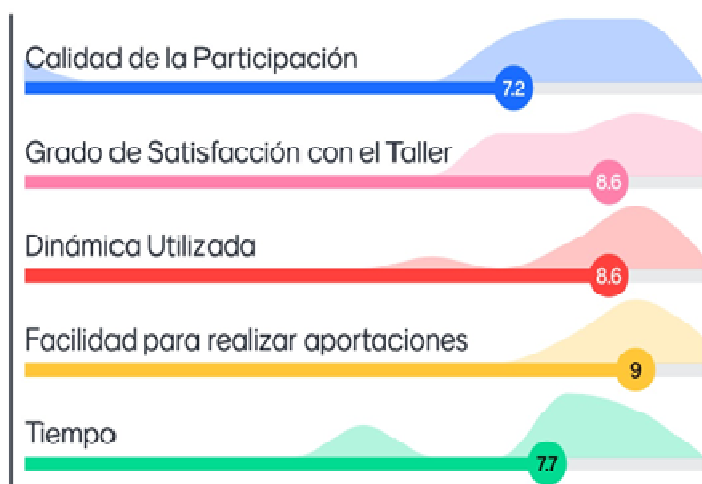 Calidad de la Participación
7.2
Grado de Satisfacción con el Taller
8.6
Dinámica Utilizada
8.6
Facilidad para realizar aportaciones
9
Tiempo
7.7